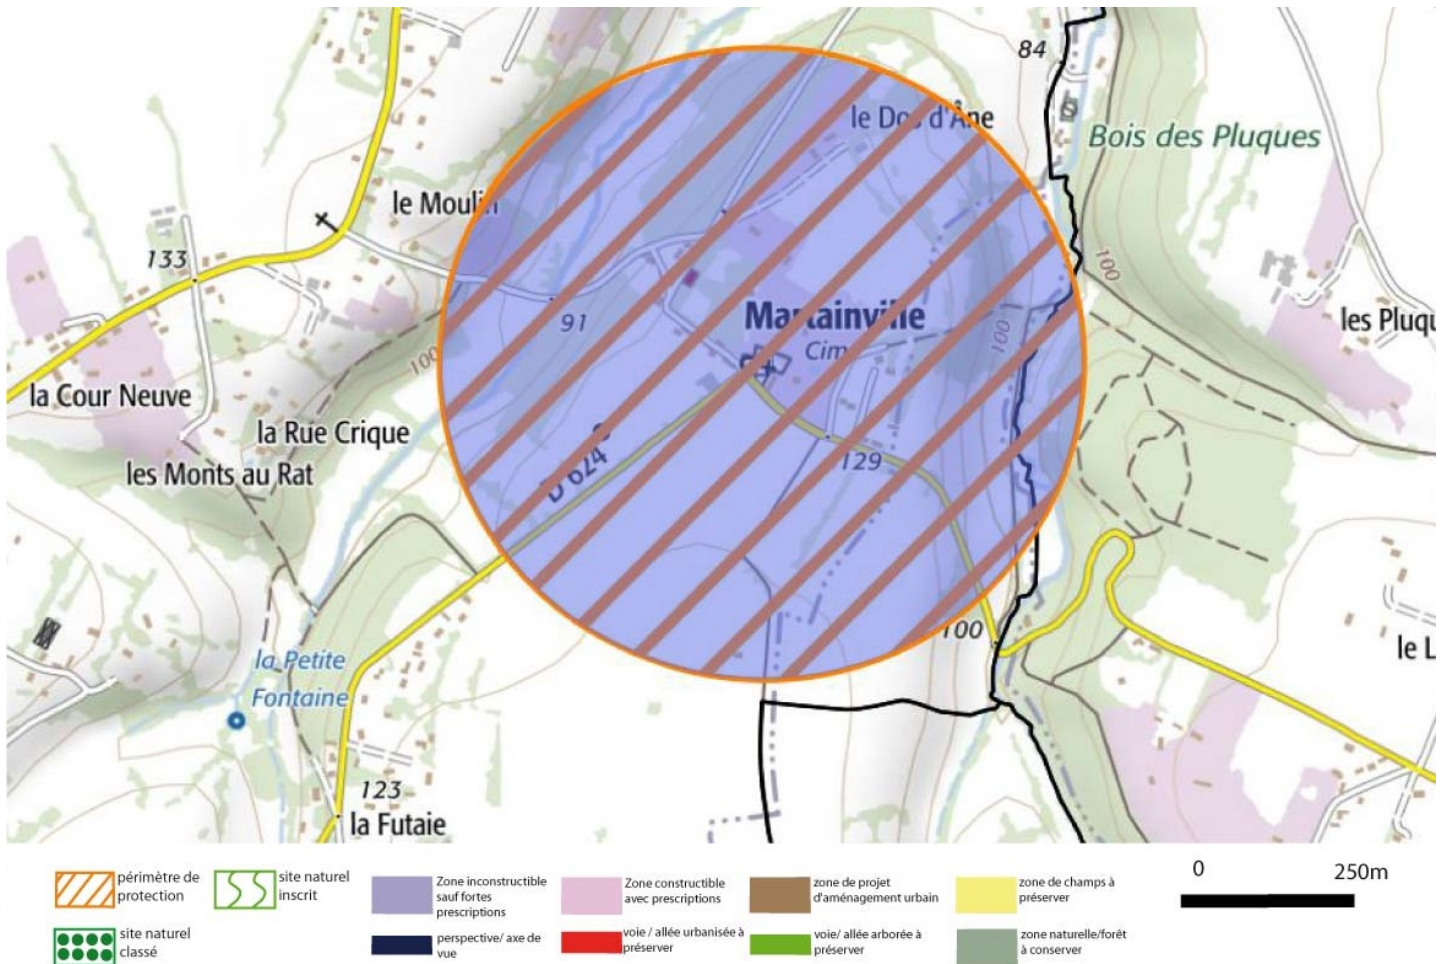 84
le Dos d'Âne
Bois des Pluques
le Moulin
133
100
les Pluqu
91
Martainville
Cim
100
100
la Cour Neuve
la Rue Crique
les Monts au Rat
129
D 624
100
la Petite
Fontaine
le L
123
la Futaie
périmètre de
protection
site naturel
inscrit
Zone inconstructible
sauf fortes
prescriptions
Zone constructible
avec prescriptions
zone de projet
d'aménagement urbain
zone de champs à
préserver
0
250m
site naturel
classé
perspective/ axe de
vue
voie / allée urbanisée à
préserver
voie/ allée arborée à
préserver
zone naturelle/forêt
à conserver